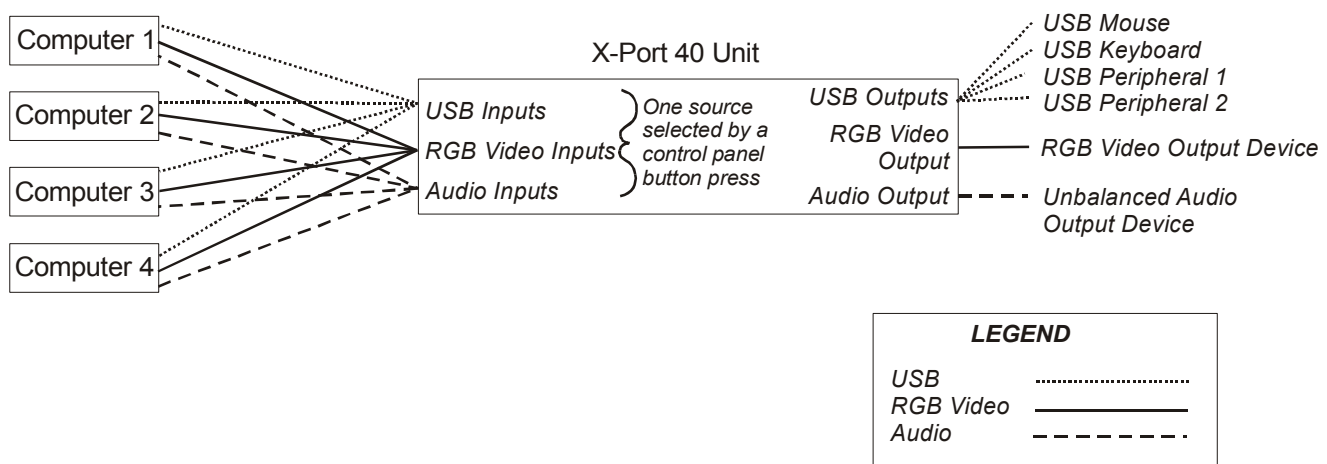 Computer 1
Computer 2
Computer 3
Computer 4
X-Port 40 Unit
USB Inputs
RGB Video Inputs
Audio Inputs
One source
selected by a
control panel
button press
USB Outputs
RGB Video
Output
Audio Output
USB Mouse
USB Keyboard
USB Peripheral 1
USB Peripheral 2
RGB Video Output Device
Unbalanced Audio
Output Device
LEGEND
USB
RGB Video
Audio